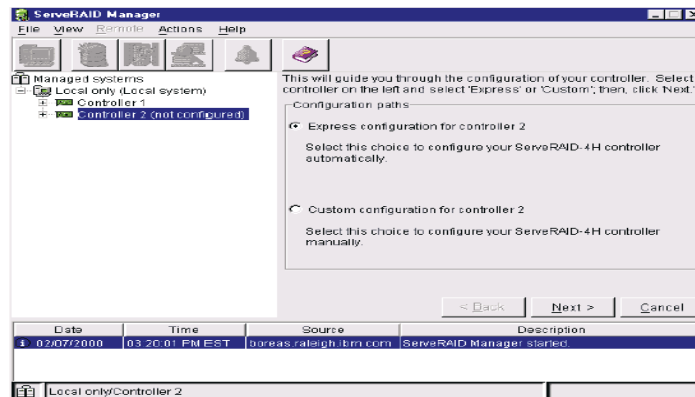 ServeRAID Manager
File View Remote Actions Help
Managed systems
Local only (Local system)
Controller 1
Controller 2 (not configured)
This will guide you through the configuration of your controller. Select
controller on the left and select 'Express' or 'Custom'; then, click 'Next.'
Configuration paths
Express configuration for controller 2
Select this choice to configure your ServeRAID-4H controller
automatically.
Custom configuration for controller 2
Select this choice to configure your ServeRAID-4H controller
manually.
< Back Next > Cancel
Date Time Source Description
02/07/2000 03:20:01 PM EST boreas.raleigh.ibm.com ServeRAID Manager started.
Local only/Controller 2